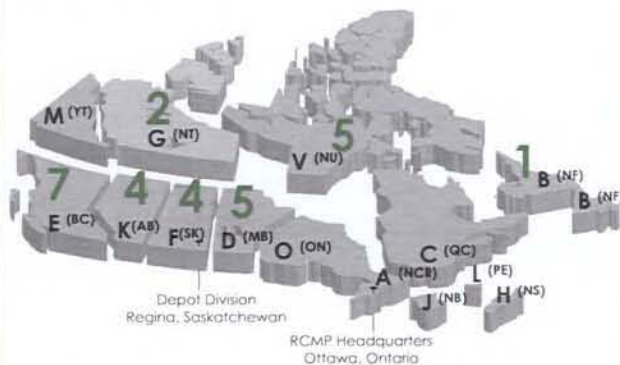 M (YT)
2
G (NT)
5
V (NU)
1
B (NF)
B (NF
7
E (BC)
4
K(AB)
4
F(SK)
5
D (MB)
O (ON)
C (QC)
A (NCR)
L (PE)
J (NB)
H (NS)
Depot Division
Regina, Saskatchewan
RCMP Headquarters
Ottawa, Ontario